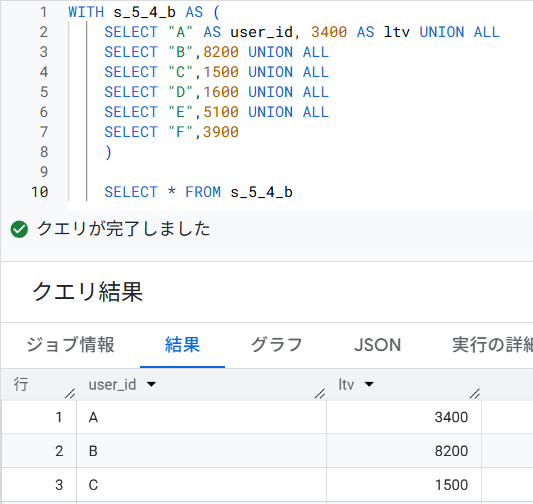 1 WITH s_5_4_b AS (
2 SELECT "A" AS user_id, 3400 AS ltv UNION ALL
3 SELECT "B",8200 UNION ALL
4 SELECT "C",1500 UNION ALL
5 SELECT "D",1600 UNION ALL
6 SELECT "E",5100 UNION ALL
7 SELECT "F",3900
8 )
9
10 SELECT * FROM s_5_4_b
クエリが完了しました
クエリ結果
ジョブ情報 結果 グラフ JSON 実行の詳細
行 user_id ltv
1 A 3400
2 B 8200
3 C 1500